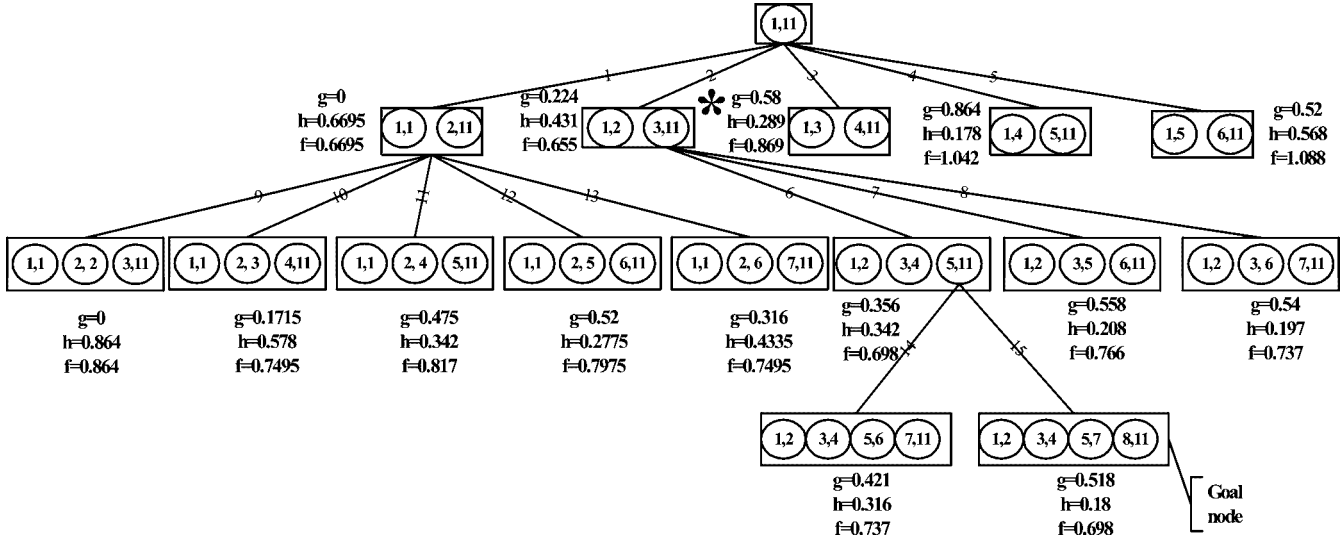 1,11
1 2 3 4 5
g=0
h=0.6695
f=0.6695
1,1 2,11
g=0.224
h=0.431
f=0.655
1,2 3,11
*
g=0.58
h=0.289
f=0.869
1,3 4,11
g=0.864
h=0.178
f=1.042
1,4 5,11
1,5 6,11
g=0.52
h=0.568
f=1.088
9 10 11 12 13 6 7 8
1,1 2, 2 3,11
1,1 2, 3 4,11
1,1 2, 4 5,11
1,1 2, 5 6,11
1,1 2, 6 7,11
1,2 3,4 5,11
1,2 3,5 6,11
1,2 3, 6 7,11
g=0
h=0.864
f=0.864
g=0.1715
h=0.578
f=0.7495
g=0.475
h=0.342
f=0.817
g=0.52
h=0.2775
f=0.7975
g=0.316
h=0.4335
f=0.7495
g=0.356
h=0.342
f=0.698
g=0.558
h=0.208
f=0.766
g=0.54
h=0.197
f=0.737
14 15
1,2 3,4 5,6 7,11
1,2 3,4 5,7 8,11
g=0.421
h=0.316
f=0.737
g=0.518
h=0.18
f=0.698
Goal
node